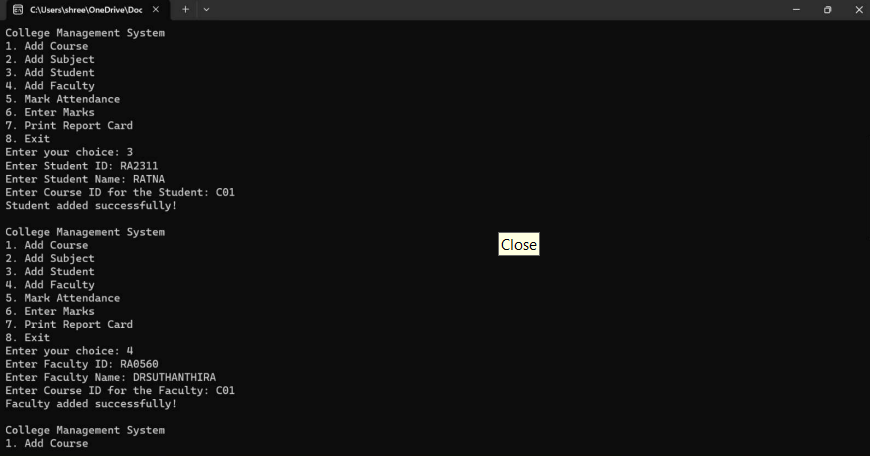 C:\Users\shree\OneDrive\Doc
College Management System
1. Add Course
2. Add Subject
3. Add Student
4. Add Faculty
5. Mark Attendance
6. Enter Marks
7. Print Report Card
8. Exit
Enter your choice: 3
Enter Student ID: RA2311
Enter Student Name: RATNA
Enter Course ID for the Student: C01
Student added successfully!
College Management System
1. Add Course
2. Add Subject
3. Add Student
4. Add Faculty
5. Mark Attendance
6. Enter Marks
7. Print Report Card
8. Exit
Enter your choice: 4
Enter Faculty ID: RA0560
Enter Faculty Name: DRSUTHANTHIRA
Enter Course ID for the Faculty: C01
Faculty added successfully!
College Management System
1. Add Course
Close